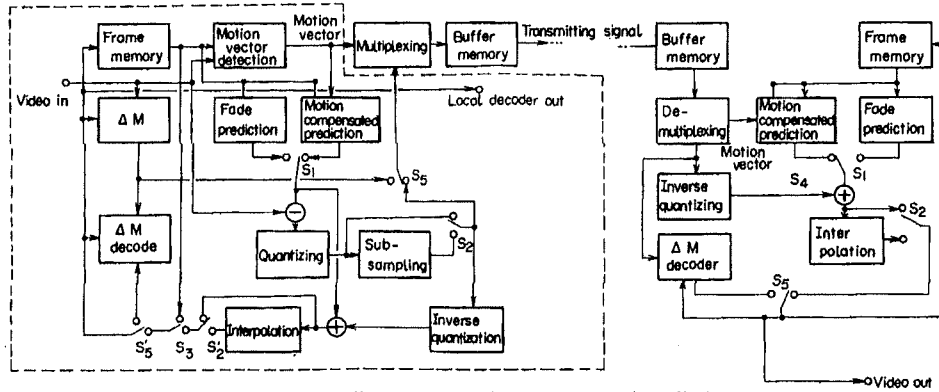 Frame
memory
Motion
vector
detection
Motion
vector
Multiplexing
Buffer
memory
Transmitting signal
Video in
Local decoder out
Δ M
Fade
prediction
Motion
compensated
prediction
S1
S5
Δ M
decode
Quantizing
Sub-
sampling
S2
S'5
S3
S'2
Interpolation
Inverse
quantization
Buffer
memory
Frame
memory
De-
multiplexing
Motion
compensated
prediction
Fade
prediction
Motion
vector
S4
S1
Inverse
quantizing
S2
Inter
polation
Δ M
decoder
S5
Video out